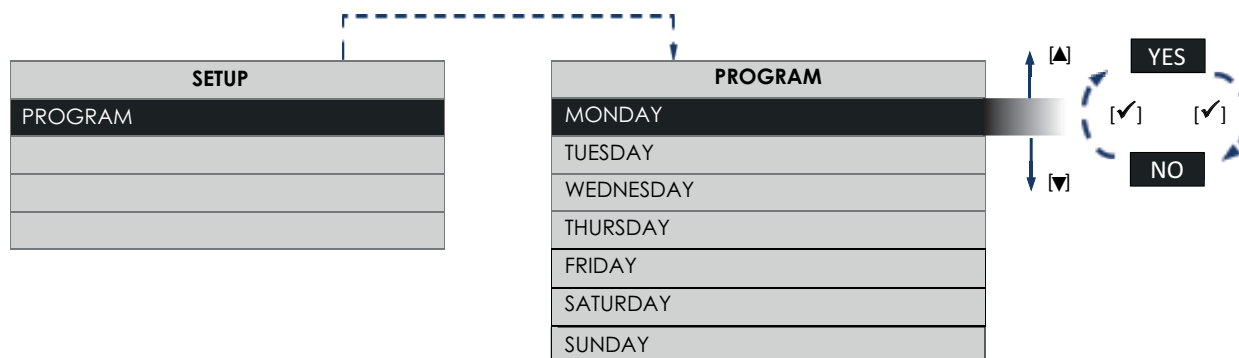 SETUP
PROGRAM
PROGRAM
MONDAY
TUESDAY
WEDNESDAY
THURSDAY
FRIDAY
SATURDAY
SUNDAY
[▲]
[▼]
YES
[✓] [✓]
NO